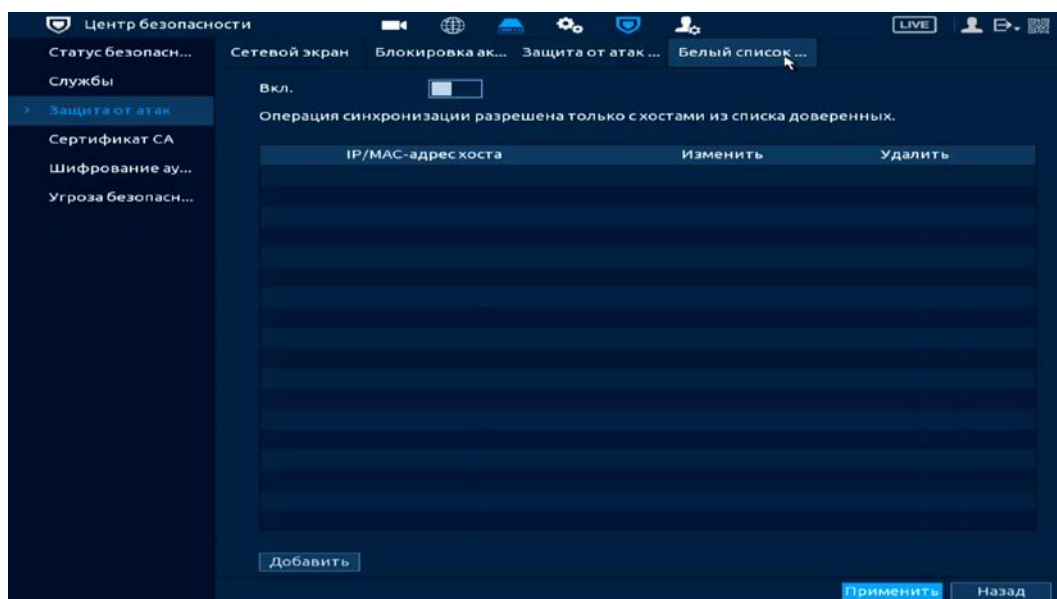 Центр безопасности
LIVE
Статус безопасн...
Службы
Защита от атак
Сертификат CA
Шифрование ау...
Угроза безопасн...
Сетевой экран Блокировка ак... Защита от атак ... Белый список ...
Вкл.
Операция синхронизации разрешена только с хостами из списка доверенных.
IP/MAC-адрес хоста Изменить Удалить
Добавить
Применить Назад